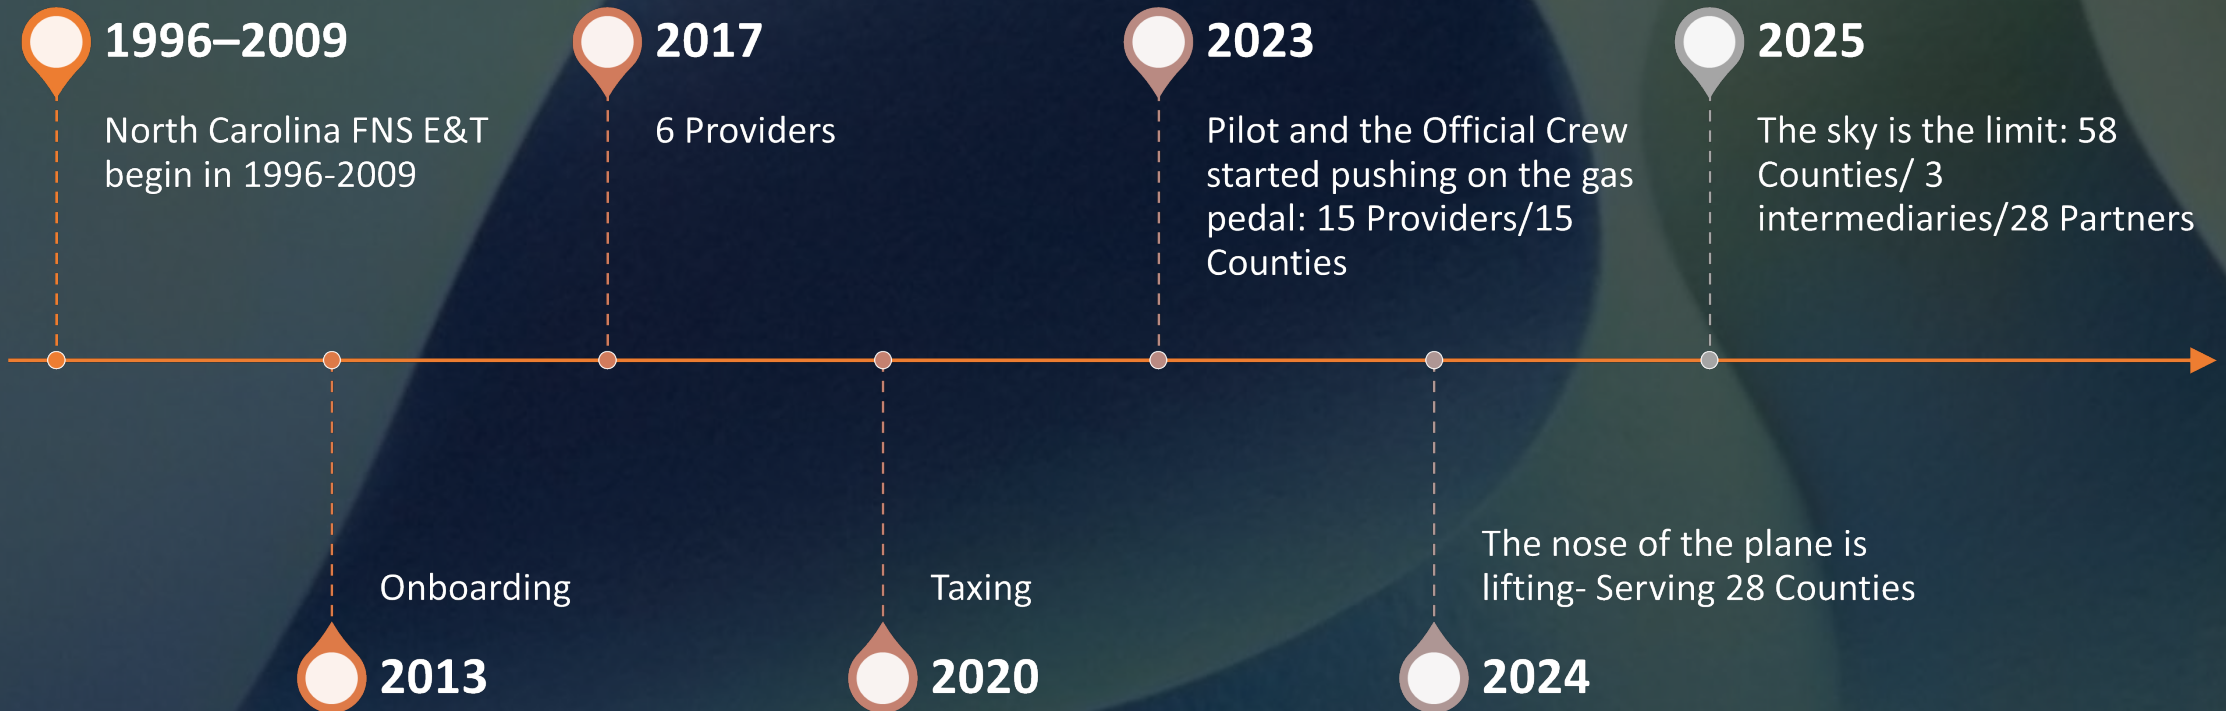 1996–2009
North Carolina FNS E&T
begin in 1996-2009
Onboarding
2013
2017
6 Providers
Taxing
2020
2023
Pilot and the Official Crew
started pushing on the gas
pedal: 15 Providers/15
Counties
The nose of the plane is
lifting- Serving 28 Counties
2024
2025
The sky is the limit: 58
Counties/ 3
intermediaries/28 Partners